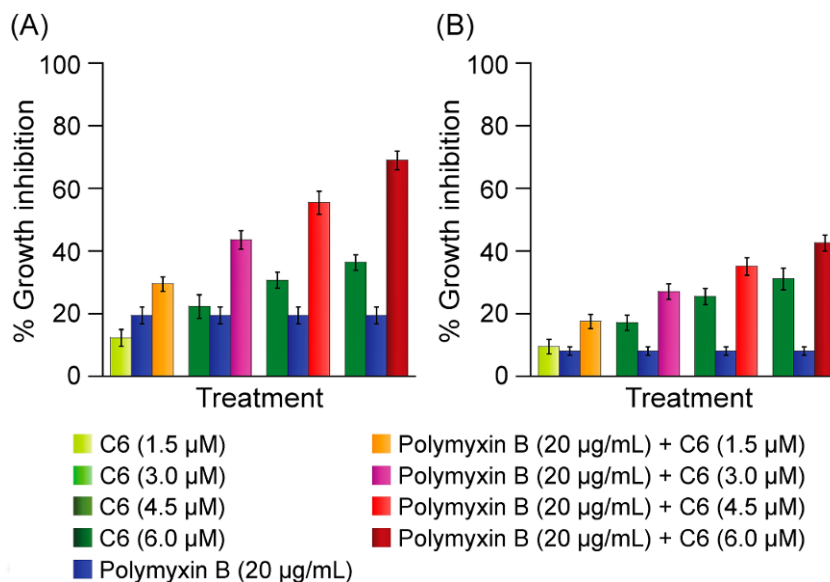 (A)
% Growth inhibition
100
80
60
40
20
0
Treatment
(B)
% Growth inhibition
100
80
60
40
20
0
Treatment
C6 (1.5 µM)
C6 (3.0 µM)
C6 (4.5 µM)
C6 (6.0 µM)
Polymyxin B (20 µg/mL)
Polymyxin B (20 µg/mL) + C6 (1.5 µM)
Polymyxin B (20 µg/mL) + C6 (3.0 µM)
Polymyxin B (20 µg/mL) + C6 (4.5 µM)
Polymyxin B (20 µg/mL) + C6 (6.0 µM)